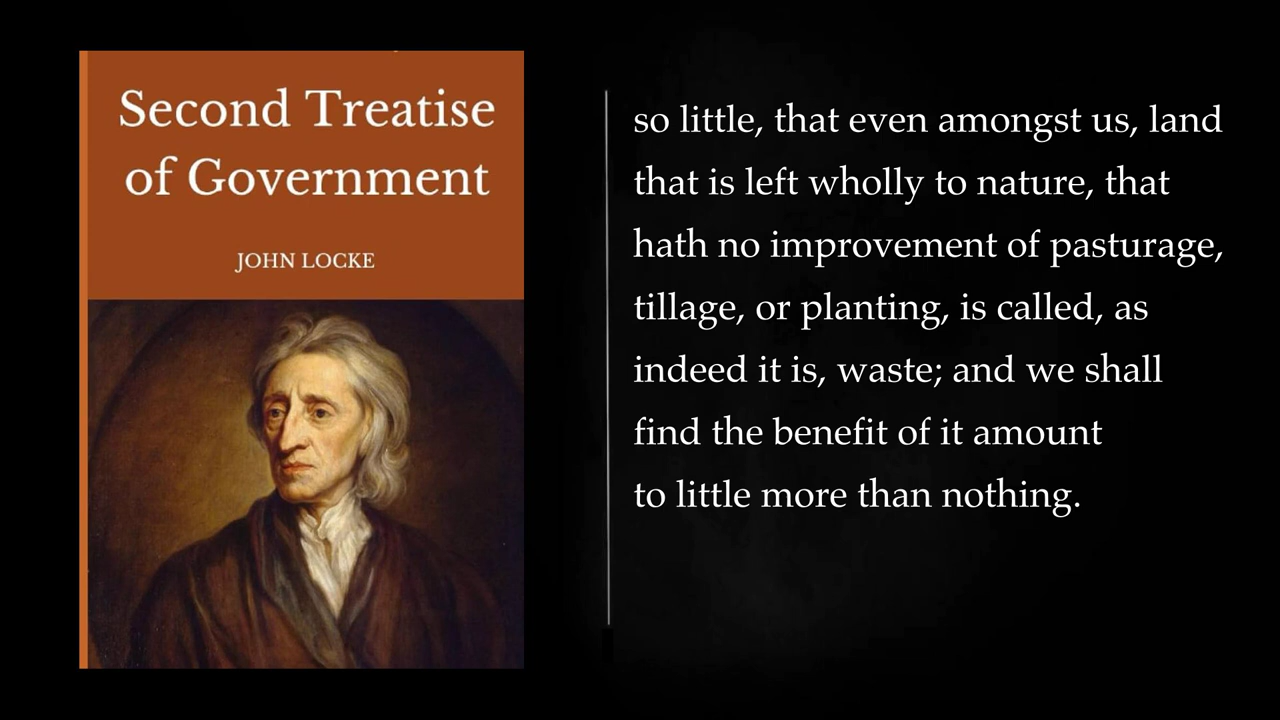 Second Treatise
of Government
JOHN LOCKE
so little, that even amongst us, land
that is left wholly to nature, that
hath no improvement of pasturage,
tillage, or planting, is called, as
indeed it is, waste; and we shall
find the benefit of it amount
to little more than nothing.